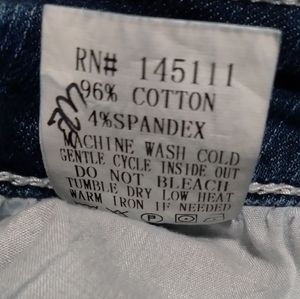 RN# 145111
96% COTTON
4%SPANDEX
MACHINE WASH COLD
GENTLE CYCLE INSIDE OUT
DO NOT BLEACH
TUMBLE DRY LOW HEAT
WARM IRON IF NEEDED
P